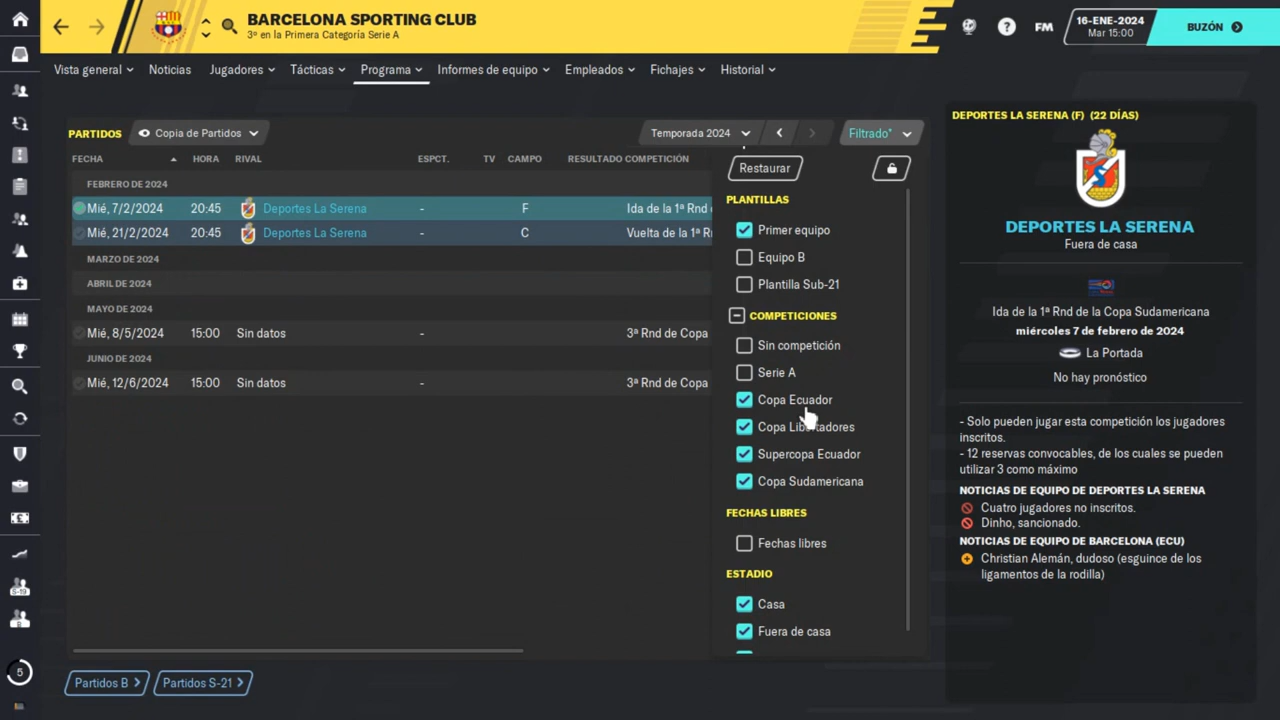 BARCELONA SPORTING CLUB
3º en la Primera Categoría Serie A
FM
16-ENE-2024
Mar 15:00
BUZÓN
Vista general
Noticias
Jugadores
Tácticas
Programa
Informes de equipo
Empleados
Fichajes
Historial
PARTIDOS
Copia de Partidos
Temporada 2024
Filtrado*
FECHA HORA RIVAL ESPCT. TV CAMPO RESULTADO COMPETICIÓN
FEBRERO DE 2024
Mié, 7/2/2024 20:45 Deportes La Serena - F Ida de la 1ª Rnd
Mié, 21/2/2024 20:45 Deportes La Serena - C Vuelta de la 1ª
MARZO DE 2024
ABRIL DE 2024
MAYO DE 2024
Mié, 8/5/2024 15:00 Sin datos - 3ª Rnd de Copa
JUNIO DE 2024
Mié, 12/6/2024 15:00 Sin datos - 3ª Rnd de Copa
Restaurar
PLANTILLAS
Primer equipo
Equipo B
Plantilla Sub-21
COMPETICIONES
Sin competición
Serie A
Copa Ecuador
Copa Libertadores
Supercopa Ecuador
Copa Sudamericana
FECHAS LIBRES
Fechas libres
ESTADIO
Casa
Fuera de casa
DEPORTES LA SERENA (F) (22 DÍAS)
DEPORTES LA SERENA
Fuera de casa
Ida de la 1ª Rnd de la Copa Sudamericana
miércoles 7 de febrero de 2024
La Portada
No hay pronóstico
- Solo pueden jugar esta competición los jugadores
inscritos.
- 12 reservas convocables, de los cuales se pueden
utilizar 3 como máximo
NOTICIAS DE EQUIPO DE DEPORTES LA SERENA
Cuatro jugadores no inscritos.
Dinho, sancionado.
NOTICIAS DE EQUIPO DE BARCELONA (ECU)
Christian Alemán, dudoso (esguince de los
ligamentos de la rodilla)
5
Partidos B
Partidos S-21